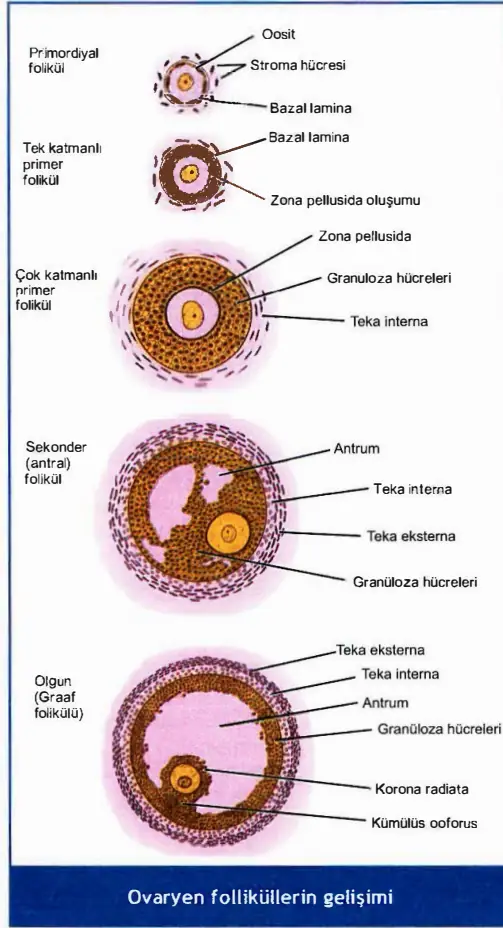 Primordiyal
folikül
Oosit
Stroma hücresi
Bazal lamina
Tek katmanlı
primer
folikül
Bazal lamina
Zona pellusida oluşumu
Çok katmanlı
primer
folikül
Zona pellusida
Granuloza hücreleri
Teka interna
Sekonder
(antral)
folikül
Antrum
Teka interna
Teka eksterna
Granüloza hücreleri
Olgun
(Graaf
folikülü)
Teka eksterna
Teka interna
Antrum
Granüloza hücreleri
Korona radiata
Kümülüs ooforus
Ovaryen folliküllerin gelişimi